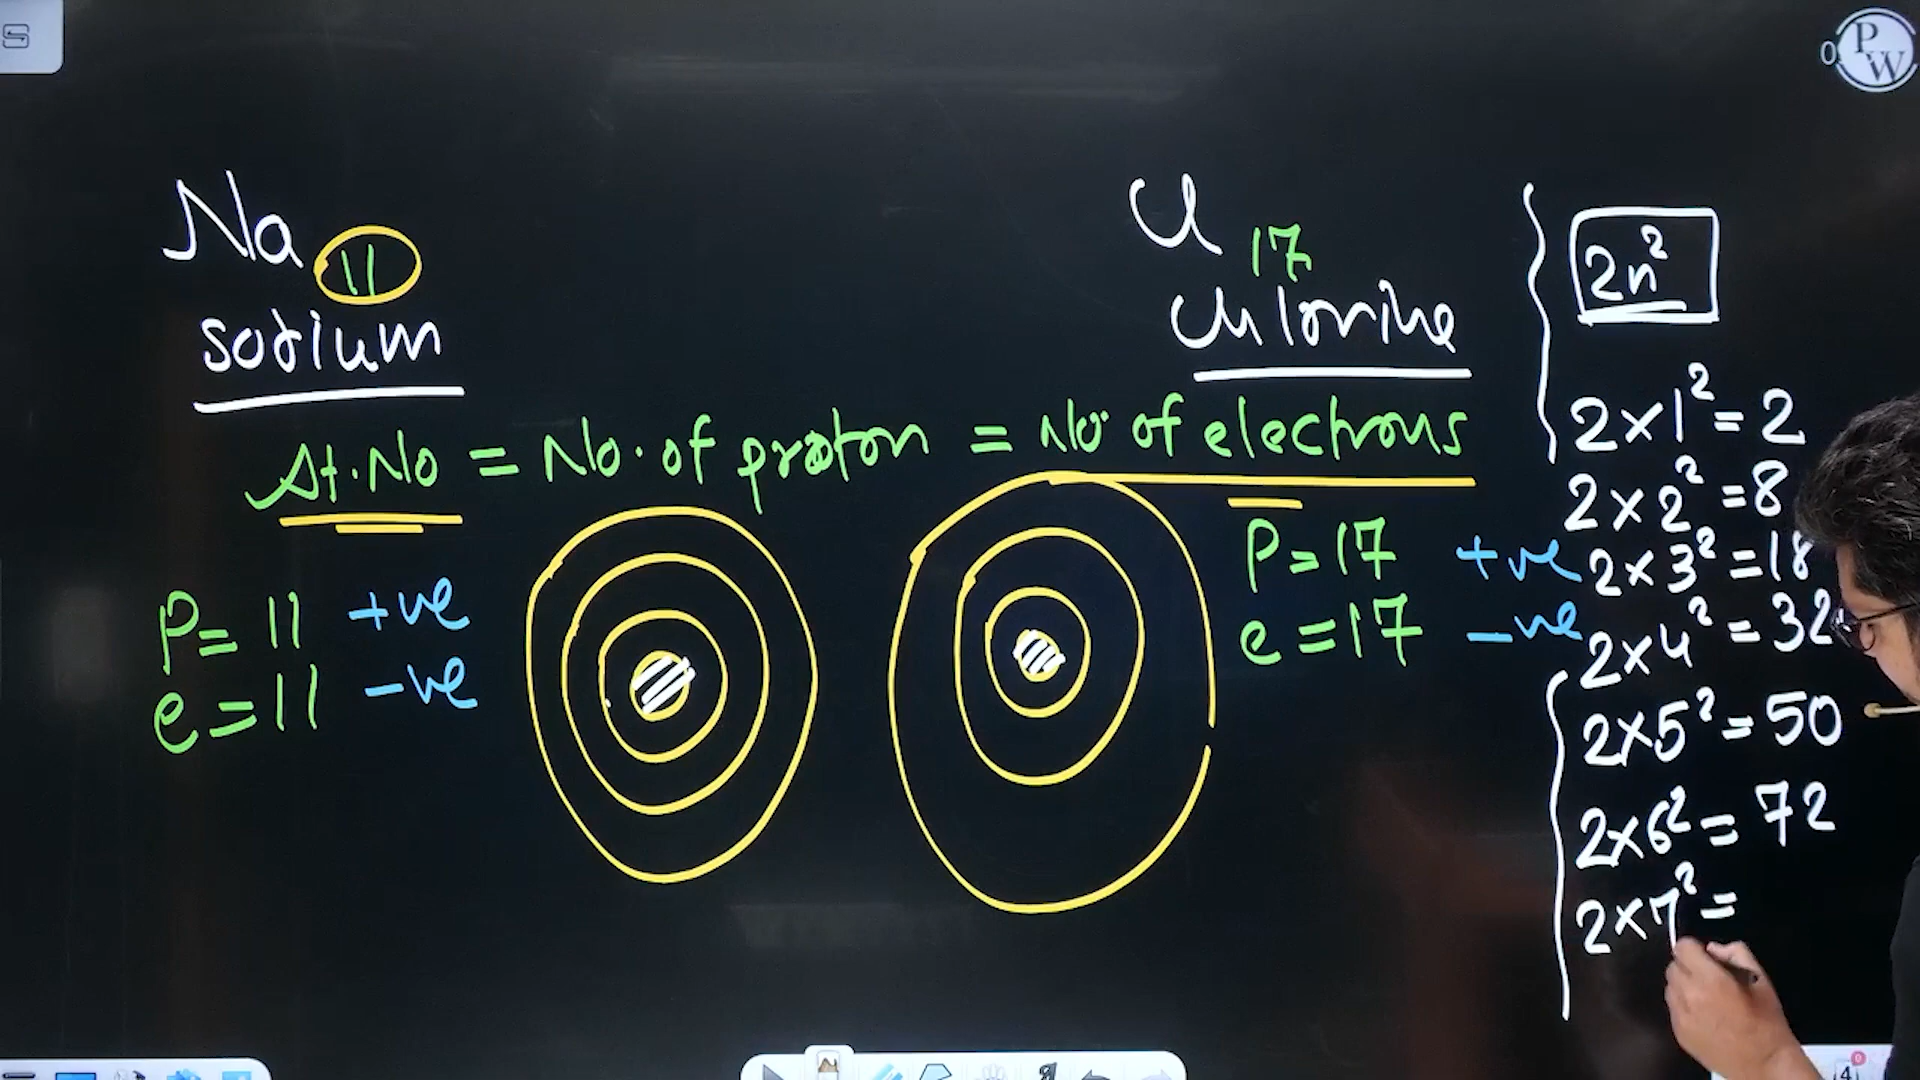 PW
Na 11
sodium
Cl 17
Chlorine
At. No = No. of proton = No of electrons
P = 11 +ve
e = 11 -ve
P = 17 +ve
e = 17 -ve
2n²
2×1² = 2
2×2² = 8
2×3² = 18
2×4² = 32
2×5² = 50
2×6² = 72
2×7² =
4